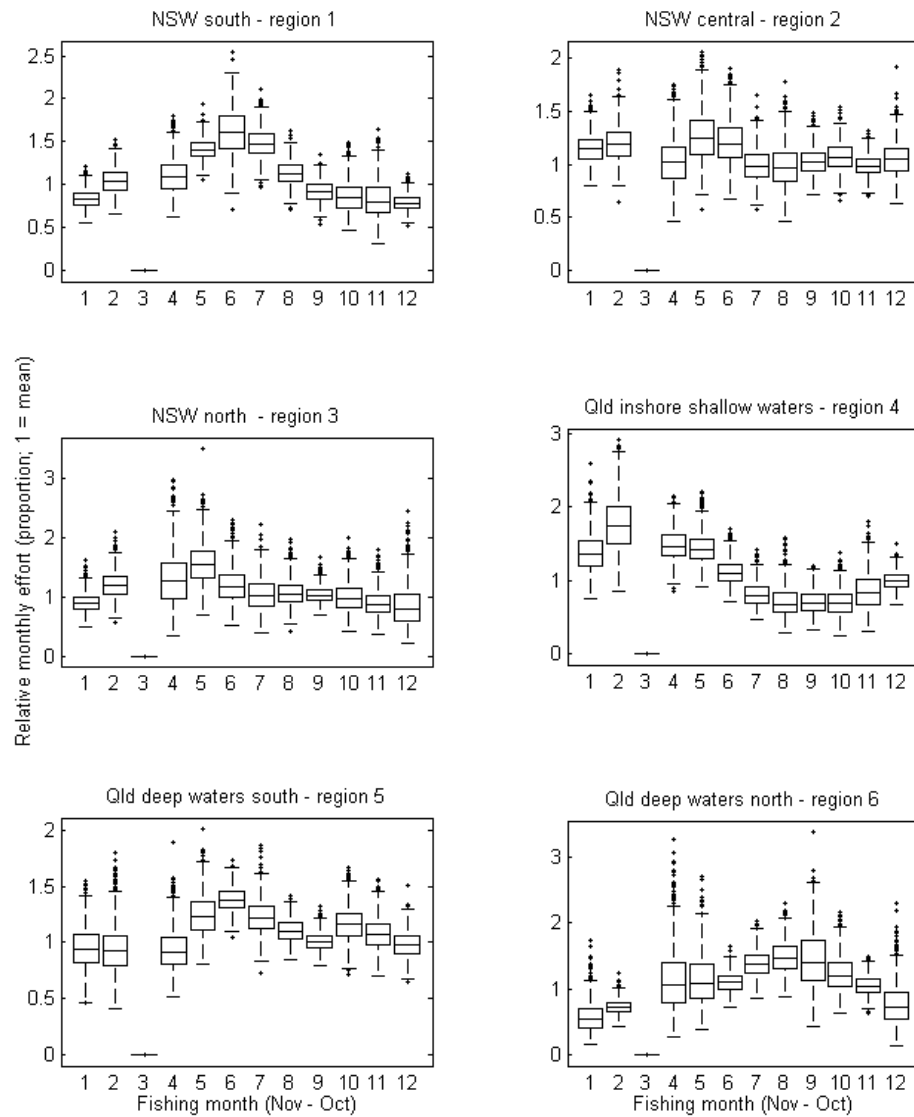 NSW south - region 1
2.5
2
1.5
1
0.5
0
1 2 3 4 5 6 7 8 9 10 11 12
NSW central - region 2
2
1.5
1
0.5
0
1 2 3 4 5 6 7 8 9 10 11 12
Relative monthly effort (proportion; 1 = mean)
NSW north - region 3
3
2
1
0
1 2 3 4 5 6 7 8 9 10 11 12
Qld inshore shallow waters - region 4
3
2
1
0
1 2 3 4 5 6 7 8 9 10 11 12
Qld deep waters south - region 5
2
1.5
1
0.5
0
1 2 3 4 5 6 7 8 9 10 11 12
Fishing month (Nov - Oct)
Qld deep waters north - region 6
3
2
1
0
1 2 3 4 5 6 7 8 9 10 11 12
Fishing month (Nov - Oct)